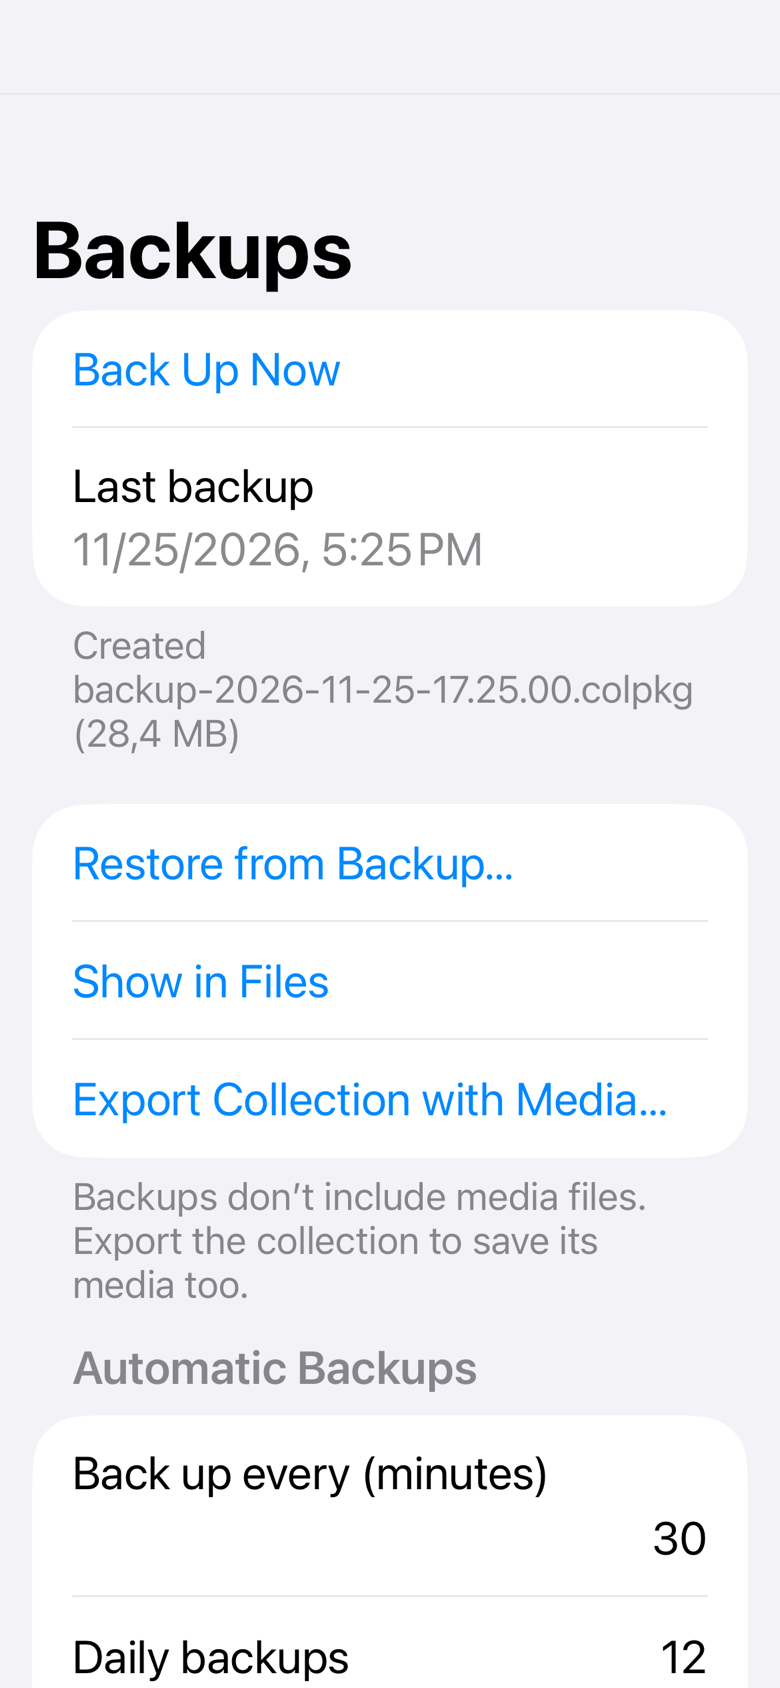 Backups
Back Up Now
Last backup
11/25/2026, 5:25 PM
Created
backup-2026-11-25-17.25.00.colpkg
(28,4 MB)
Restore from Backup...
Show in Files
Export Collection with Media...
Backups don’t include media files.
Export the collection to save its
media too.
Automatic Backups
Back up every (minutes)
30
Daily backups 12